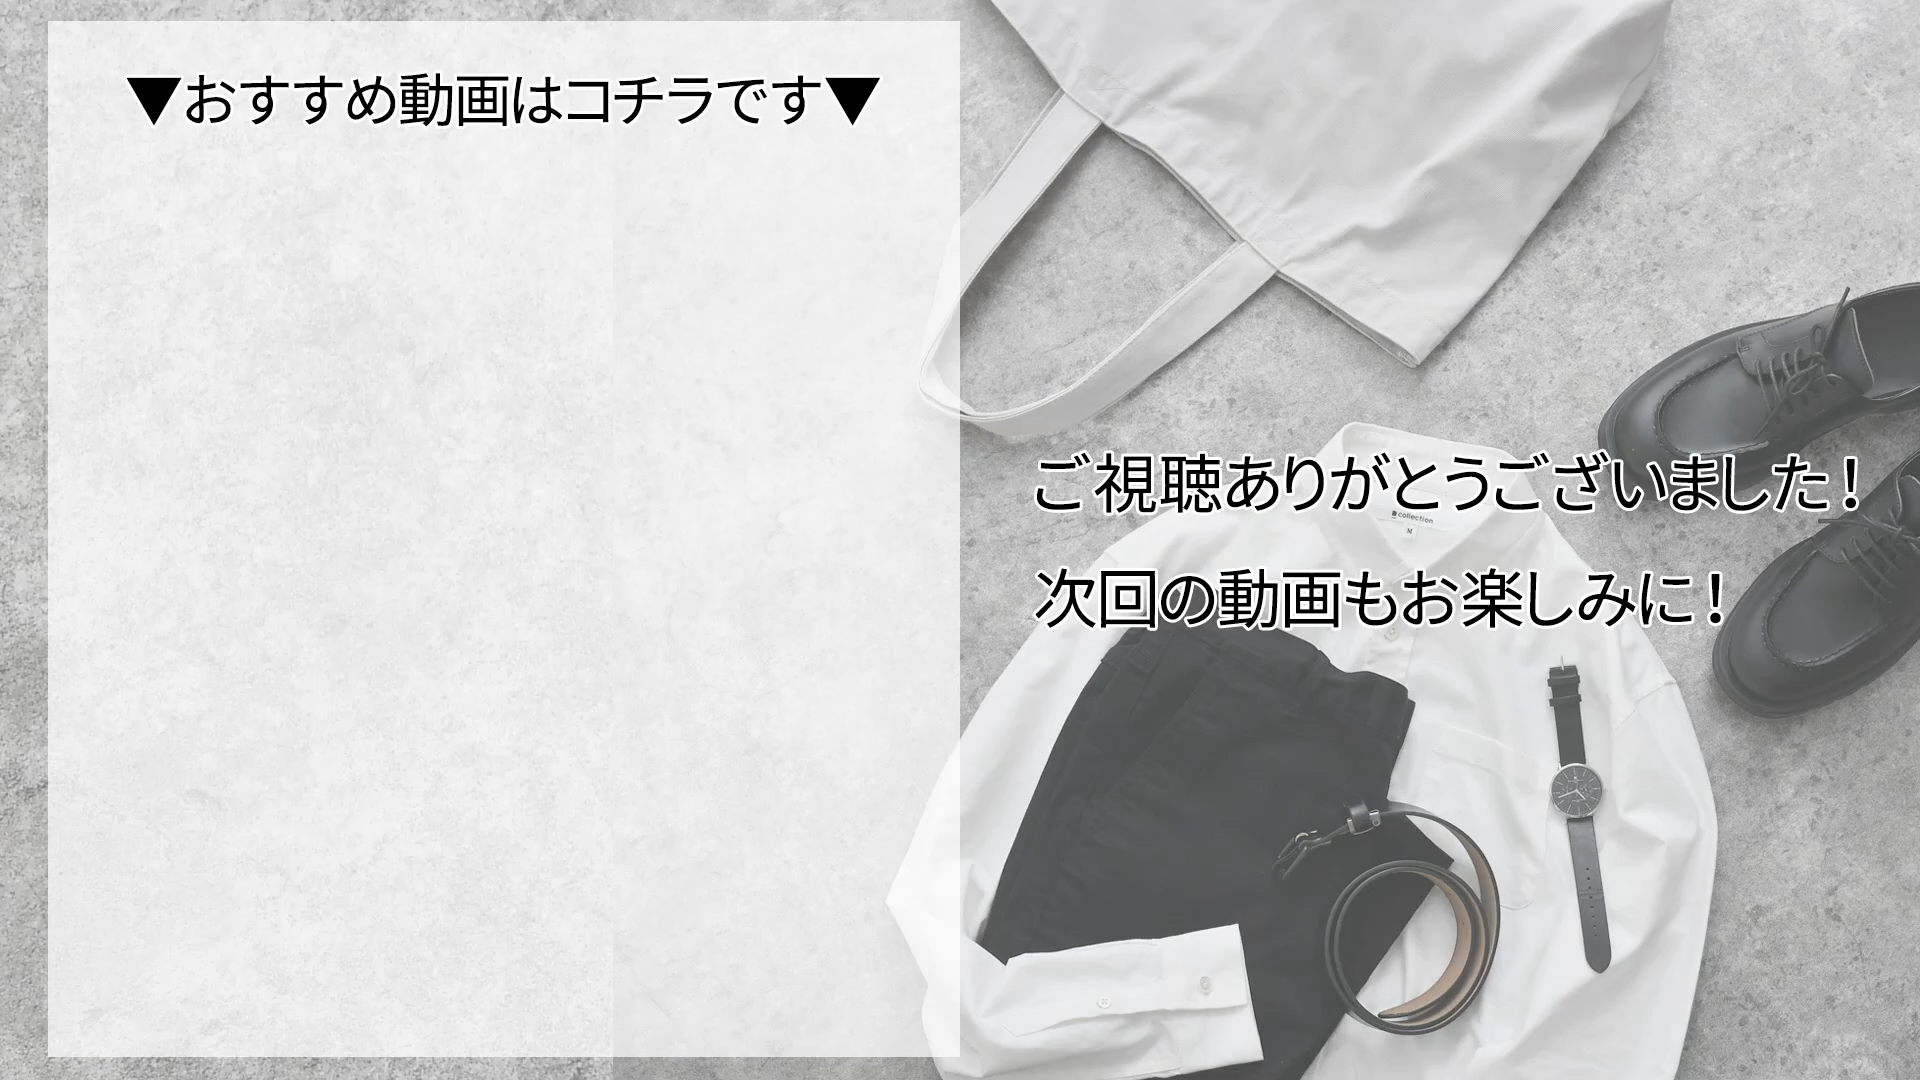 ▼おすすめ動画はコチラです▼
ご視聴ありがとうございました！
collection
M
次回の動画もお楽しみに！